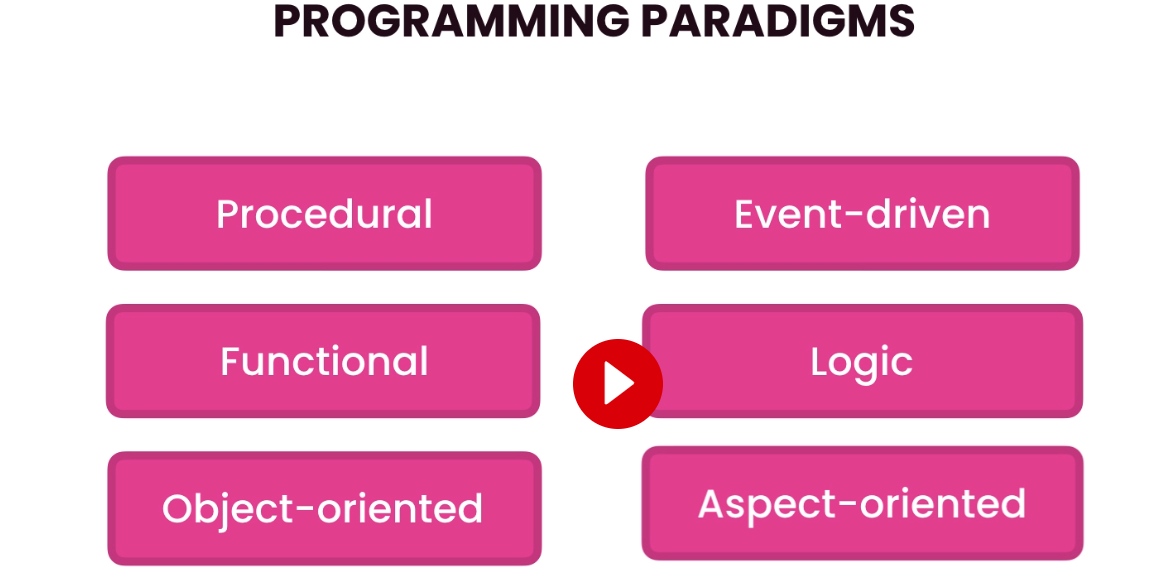 PROGRAMMING PARADIGMS
Procedural
Event-driven
Functional
Logic
Object-oriented
Aspect-oriented